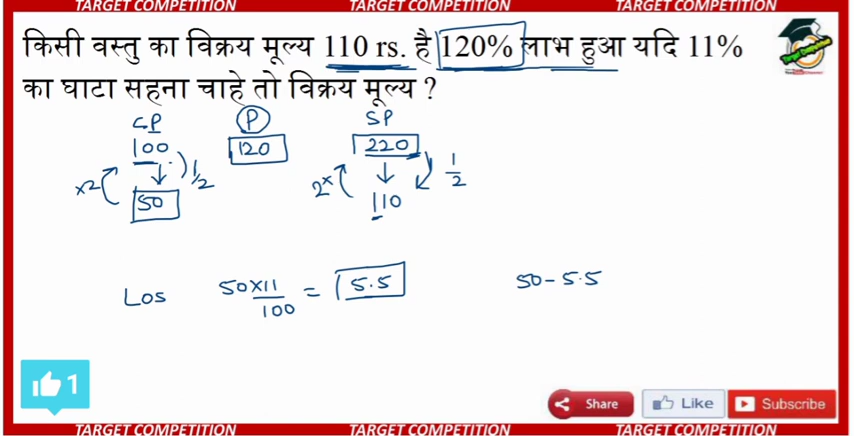 TARGET COMPETITION TARGET COMPETITION TARGET COMPETITION
किसी वस्तु का विक्रय मूल्य 110 rs. है 120% लाभ हुआ यदि 11%
का घाटा सहना चाहे तो विक्रय मूल्य ?
CP P SP
100 120 220
×2 1/2 2× 1/2
50 110
Los 50×11/100 = 5.5 50-5.5
1
Share Like Subscribe
TARGET COMPETITION TARGET COMPETITION TARGET COMPETITION